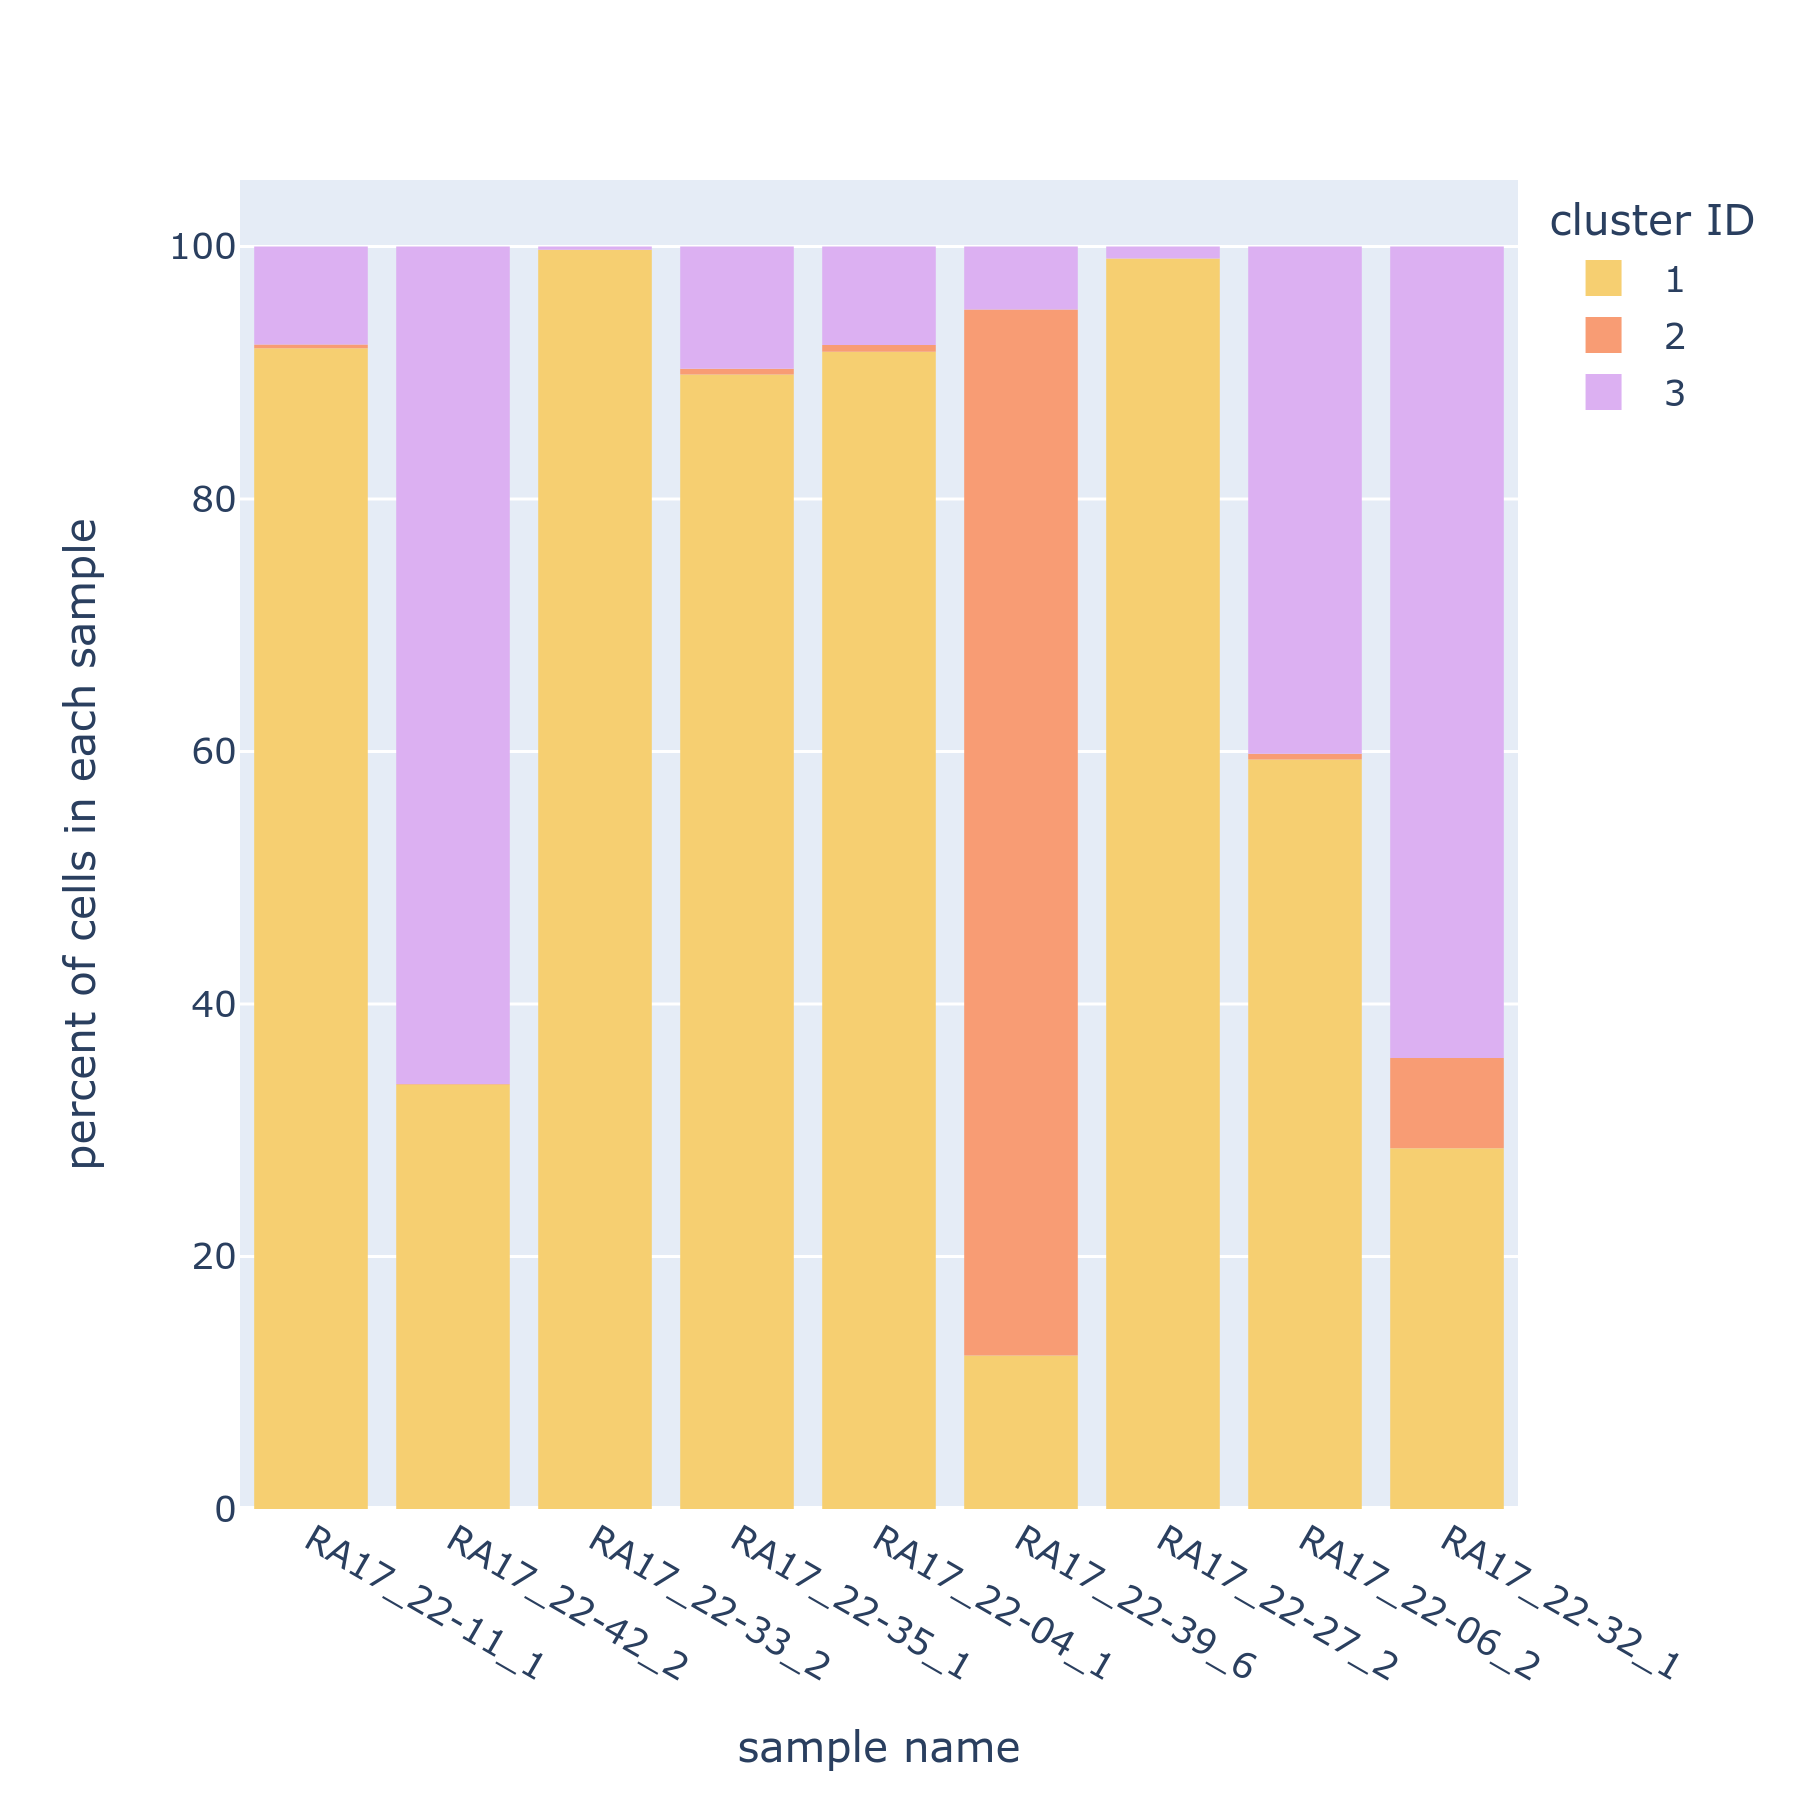 cluster ID
1
2
3
percent of cells in each sample
100
80
60
40
20
0
RA17_22-11_1
RA17_22-42_2
RA17_22-33_2
RA17_22-35_1
RA17_22-04_1
RA17_22-39_6
RA17_22-27_2
RA17_22-06_2
RA17_22-32_1
sample name